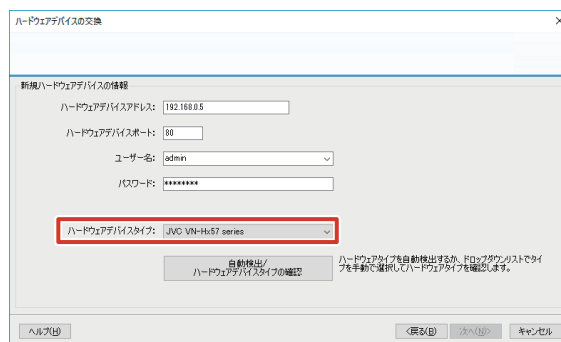 ハードウェアデバイスの交換
新規ハードウェアデバイスの情報
ハードウェアデバイスアドレス: 192.168.0.5
ハードウェアデバイスポート: 80
ユーザー名: admin
パスワード: ********
ハードウェアデバイスタイプ: JVC VN-Hx57 series
自動検出/
ハードウェアデバイスタイプの確認
ハードウェアタイプを自動検出するか、ドロップダウンリストでタイ
プを手動で選択してハードウェアタイプを確認します。
ヘルプ(H) <戻る(B) 次へ(N)> キャンセル